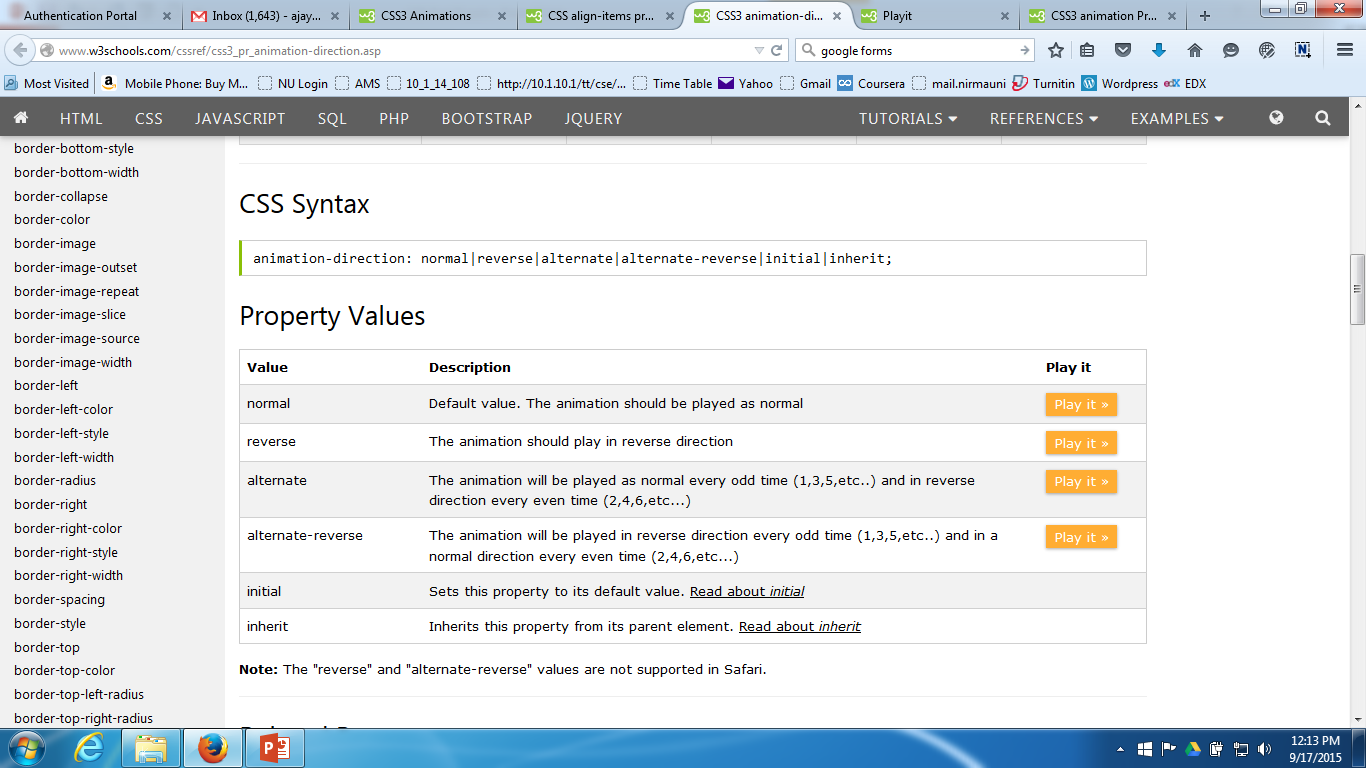 Authentication Portal
Inbox (1,643) - ajay...
CSS3 Animations
CSS align-items pr...
CSS3 animation-di...
Playit
CSS3 animation Pr...
www.w3schools.com/cssref/css3_pr_animation-direction.asp
google forms
Most Visited
Mobile Phone: Buy M...
NU Login
AMS
10_1_14_108
http://10.1.10.1/tt/cse/...
Time Table
Yahoo
Gmail
Coursera
mail.nirmauni
Turnitin
Wordpress
edX EDX
HTML CSS JAVASCRIPT SQL PHP BOOTSTRAP JQUERY TUTORIALS REFERENCES EXAMPLES
border-bottom-style
border-bottom-width
border-collapse
border-color
border-image
border-image-outset
border-image-repeat
border-image-slice
border-image-source
border-image-width
border-left
border-left-color
border-left-style
border-left-width
border-radius
border-right
border-right-color
border-right-style
border-right-width
border-spacing
border-style
border-top
border-top-color
border-top-left-radius
border-top-right-radius
CSS Syntax
animation-direction: normal|reverse|alternate|alternate-reverse|initial|inherit;
Property Values
Value Description Play it
normal Default value. The animation should be played as normal Play it »
reverse The animation should play in reverse direction Play it »
alternate The animation will be played as normal every odd time (1,3,5,etc..) and in reverse
direction every even time (2,4,6,etc...) Play it »
alternate-reverse The animation will be played in reverse direction every odd time (1,3,5,etc..) and in a
normal direction every even time (2,4,6,etc...) Play it »
initial Sets this property to its default value. Read about initial
inherit Inherits this property from its parent element. Read about inherit
Note: The "reverse" and "alternate-reverse" values are not supported in Safari.
12:13 PM
9/17/2015